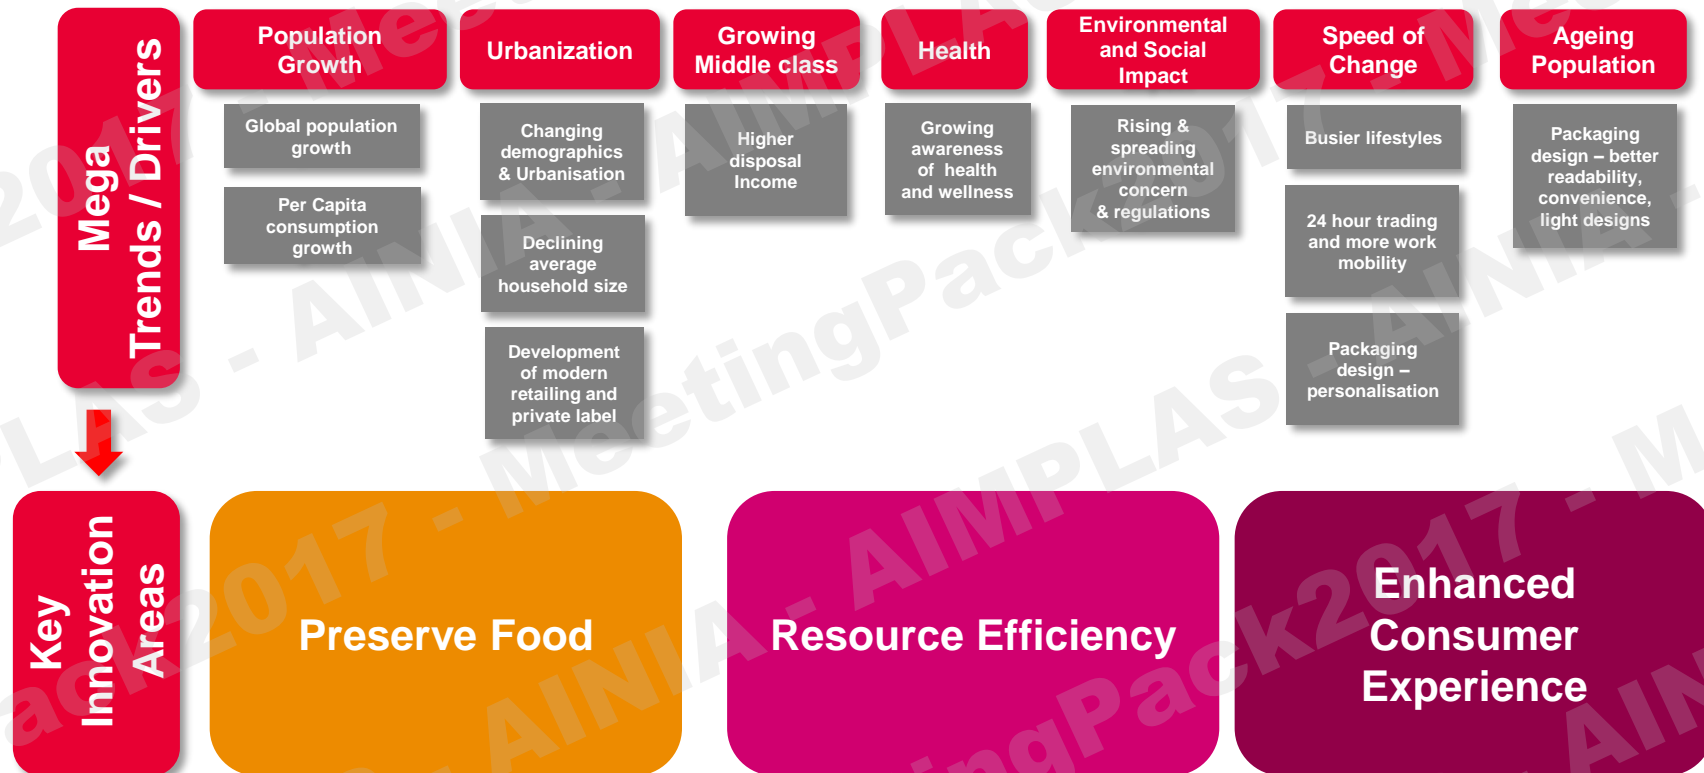 Mega
Trends / Drivers
Population
Growth
Urbanization
Growing
Middle class
Health
Environmental
and Social
Impact
Speed of
Change
Ageing
Population
Global population
growth
Per Capita
consumption
growth
Changing
demographics
& Urbanisation
Declining
average
household size
Development
of modern
retailing and
private label
Higher
disposal
Income
Growing
awareness
of health
and wellness
Rising &
spreading
environmental
concern
& regulations
Busier lifestyles
24 hour trading
and more work
mobility
Packaging
design –
personalisation
Packaging
design – better
readability,
convenience,
light designs
Key
Innovation
Areas
Preserve Food
Resource Efficiency
Enhanced
Consumer
Experience
MeetingPack2017 - AIMPLAS - AINIA